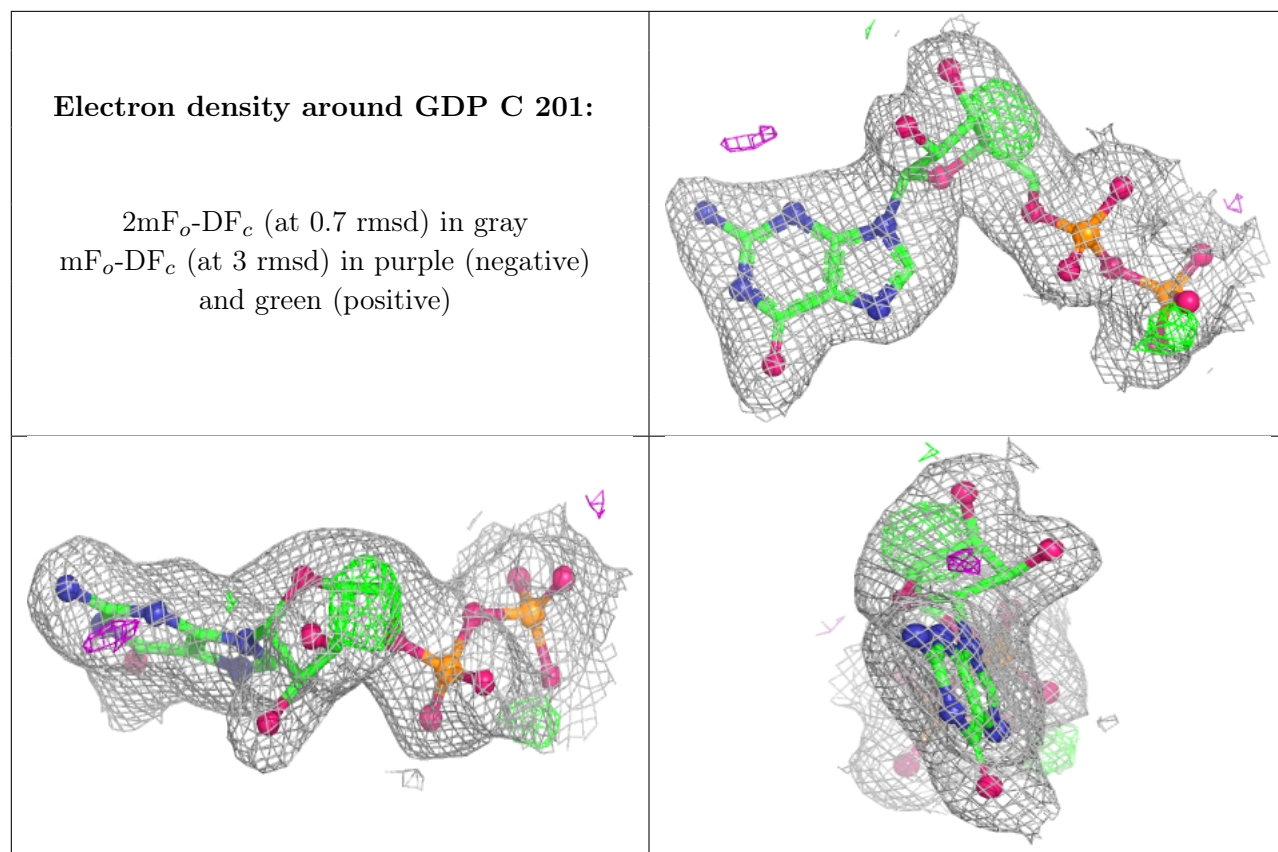 Electron density around GDP C 201:
2mFo-DFc (at 0.7 rmsd) in gray
mFo-DFc (at 3 rmsd) in purple (negative)
and green (positive)